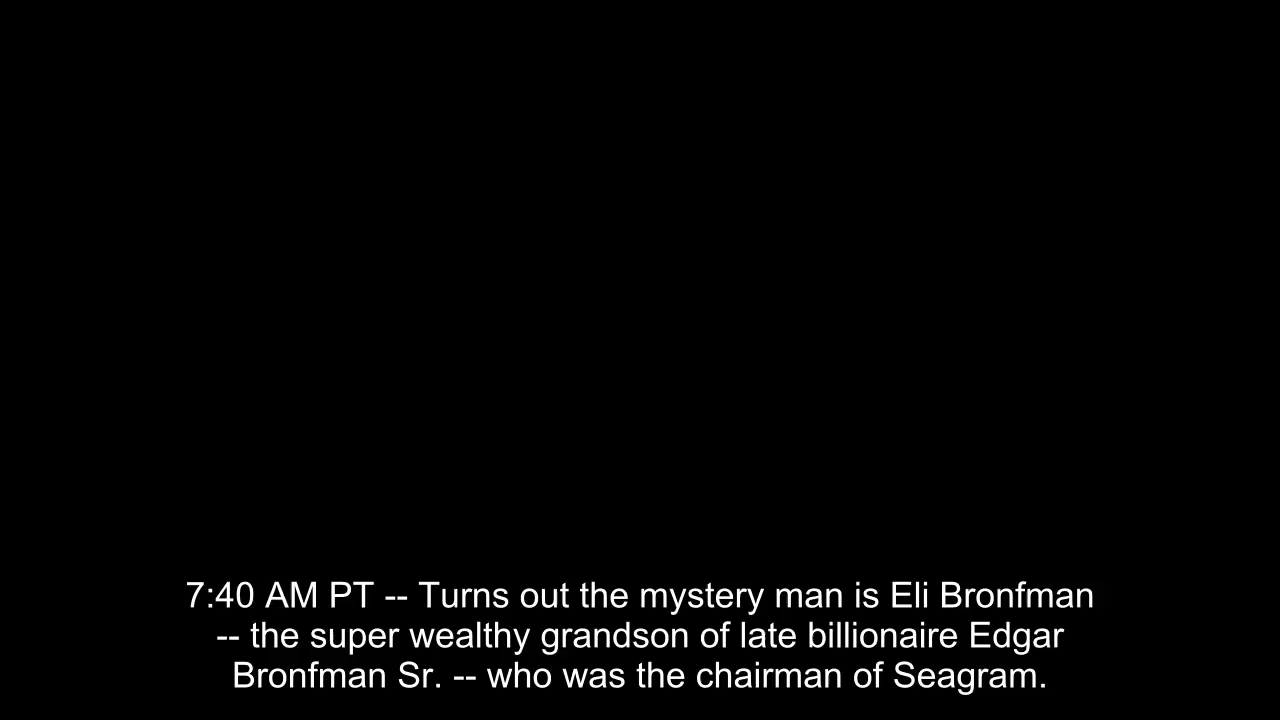 7:40 AM PT -- Turns out the mystery man is Eli Bronfman
-- the super wealthy grandson of late billionaire Edgar
Bronfman Sr. -- who was the chairman of Seagram.